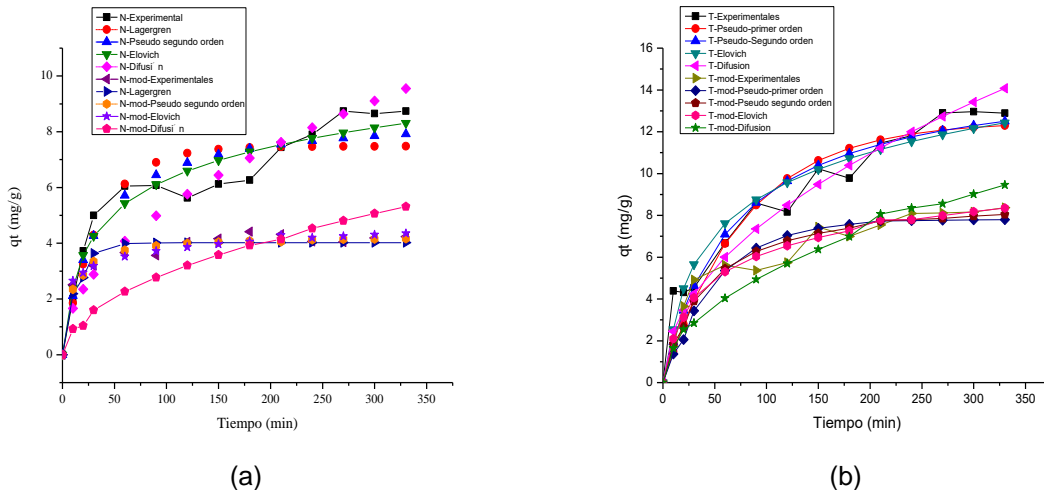 N-Experimental
N-Lagergren
N-Pseudo segundo orden
N-Elovich
N-Difusi n
N-mod-Experimentales
N-Lagergren
N-mod-Pseudo segundo orden
N-mod-Elovich
N-mod-Difusi n
10
8
6
4
2
0
qt (mg/g)
0 50 100 150 200 250 300 350
Tiempo (min)
(a)
T-Experimentales
T-Pseudo-primer orden
T-Pseudo-Segundo orden
T-Elovich
T-Difusion
T-mod-Experimentales
T-mod-Pseudo-primer orden
T-mod-Pseudo segundo orden
T-mod-Elovich
T-mod-Difusion
16
14
12
10
8
6
4
2
0
qt (mg/g)
0 50 100 150 200 250 300 350
Tiempo (min)
(b)